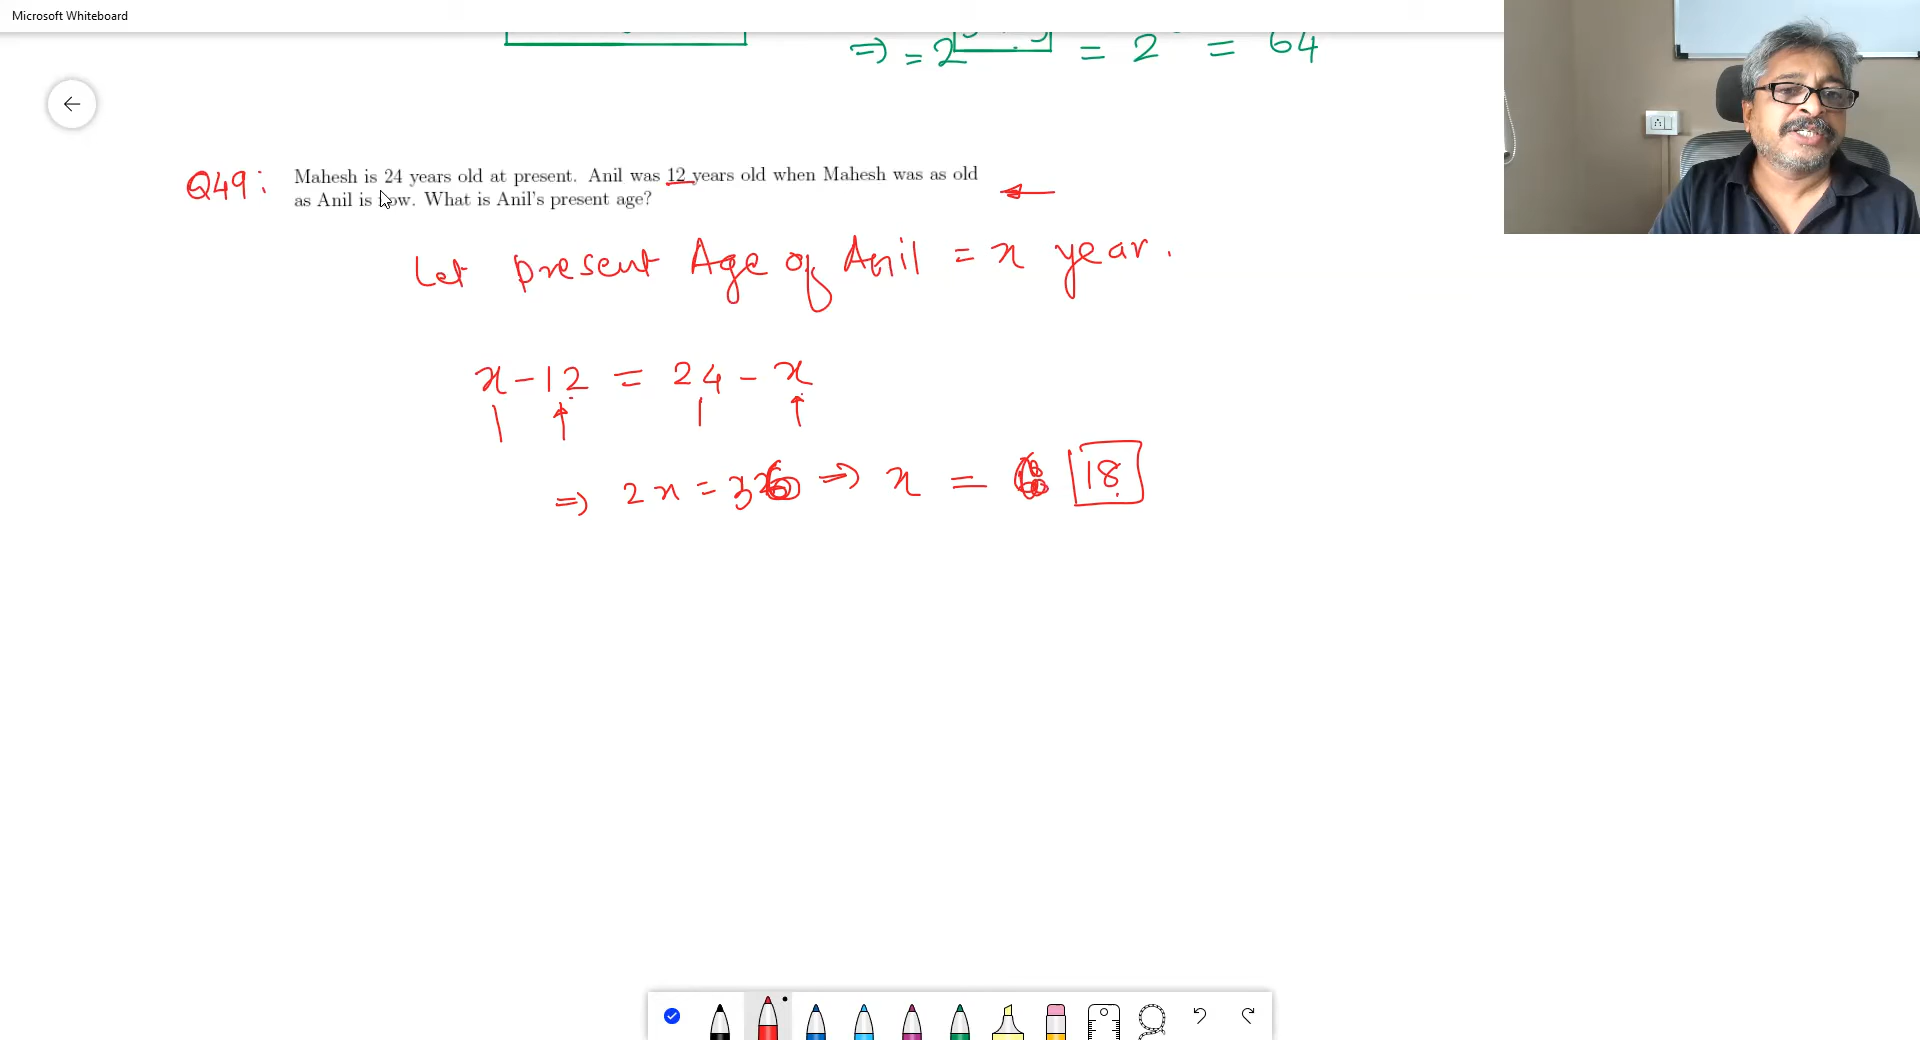 Microsoft Whiteboard
⇒ = 2 = 2 = 64
Q49: Mahesh is 24 years old at present. Anil was 12 years old when Mahesh was as old
as Anil is now. What is Anil's present age?
Let present Age of Anil = x year.
x - 12 = 24 - x
⇒ 2x = 36 ⇒ x = 18